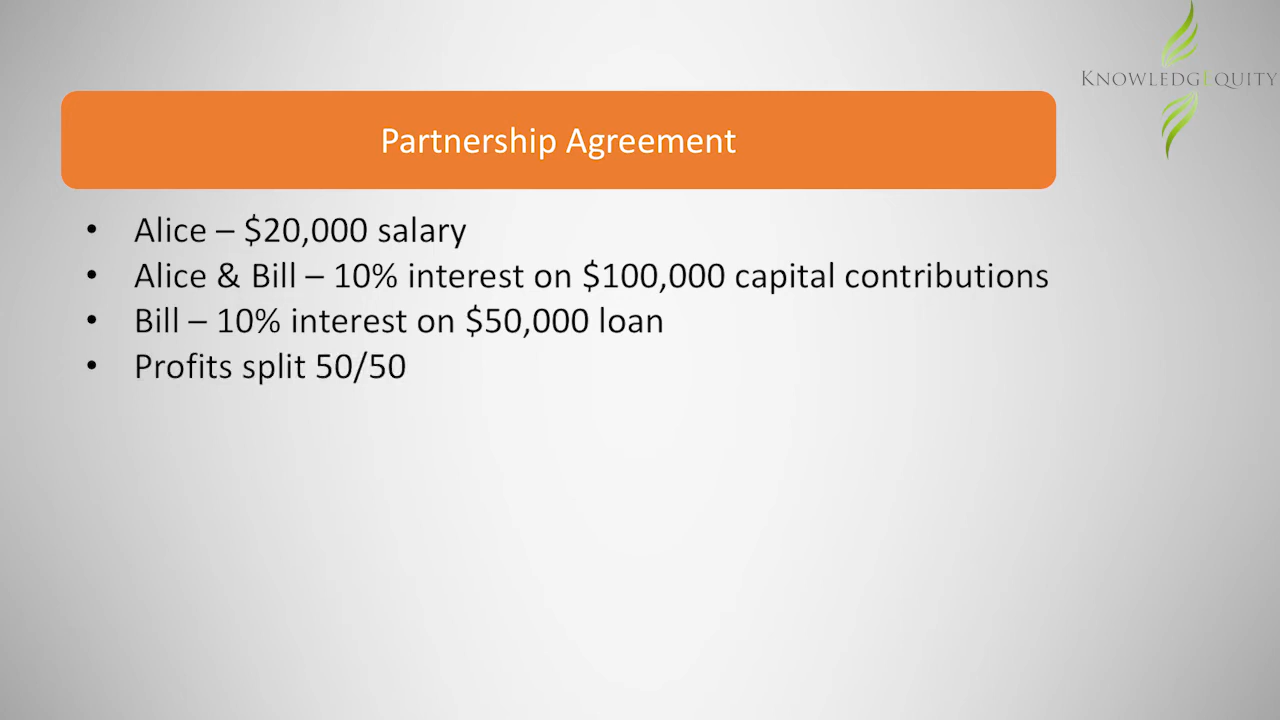 KNOWLEDGEQUITY
Partnership Agreement
• Alice – $20,000 salary
• Alice & Bill – 10% interest on $100,000 capital contributions
• Bill – 10% interest on $50,000 loan
• Profits split 50/50